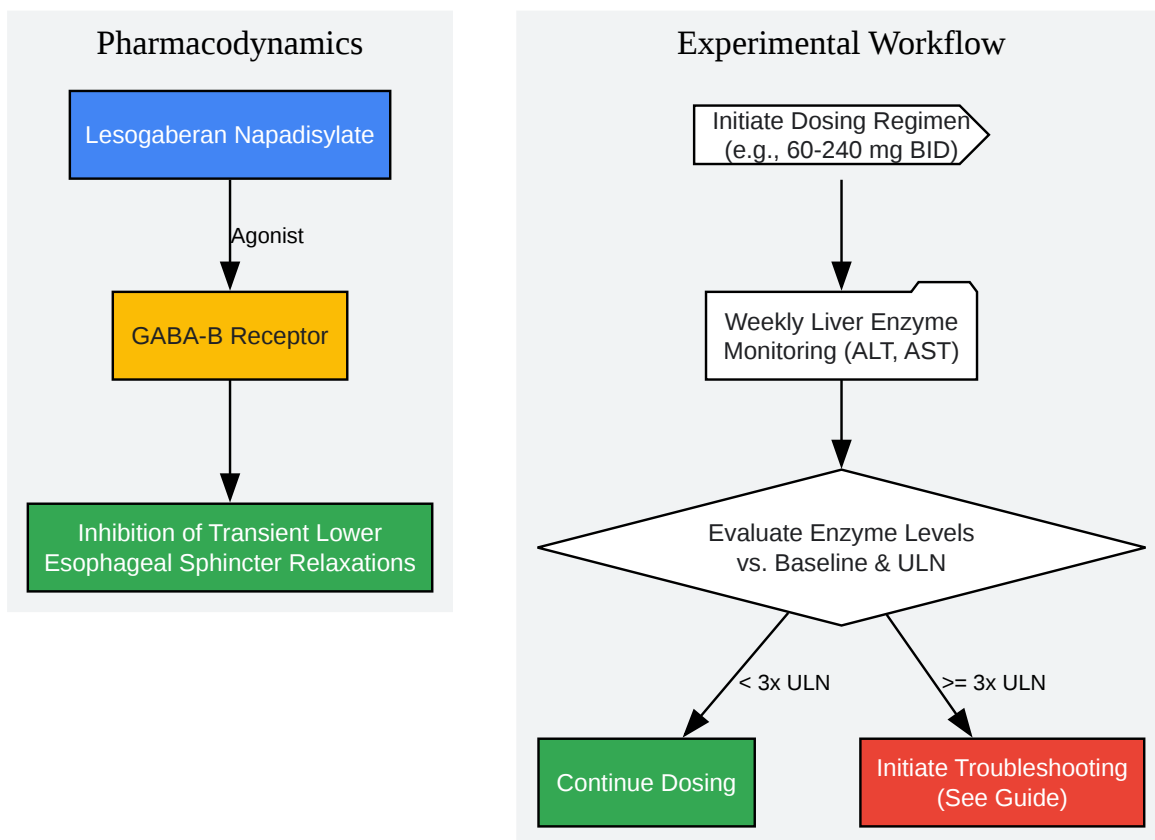 Pharmacodynamics
Lesogaberan Napadisylate
Agonist
GABA-B Receptor
Inhibition of Transient Lower
Esophageal Sphincter Relaxations
Experimental Workflow
Initiate Dosing Regimen
(e.g., 60-240 mg BID)
Weekly Liver Enzyme
Monitoring (ALT, AST)
Evaluate Enzyme Levels
vs. Baseline & ULN
< 3x ULN
>= 3x ULN
Continue Dosing
Initiate Troubleshooting
(See Guide)